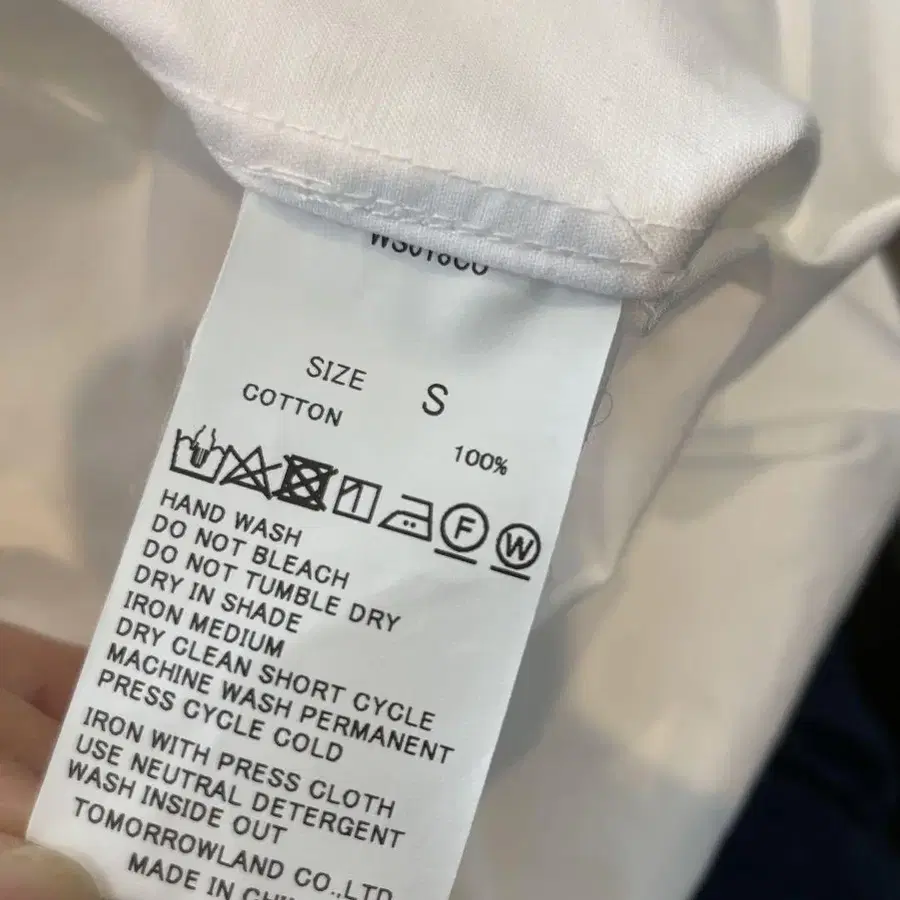 SIZE S
COTTON 100%
F W
HAND WASH
DO NOT BLEACH
DO NOT TUMBLE DRY
DRY IN SHADE
IRON MEDIUM
DRY CLEAN SHORT CYCLE
MACHINE WASH PERMANENT
PRESS CYCLE COLD
IRON WITH PRESS CLOTH
USE NEUTRAL DETERGENT
WASH INSIDE OUT
TOMORROWLAND CO.,LTD
MADE IN